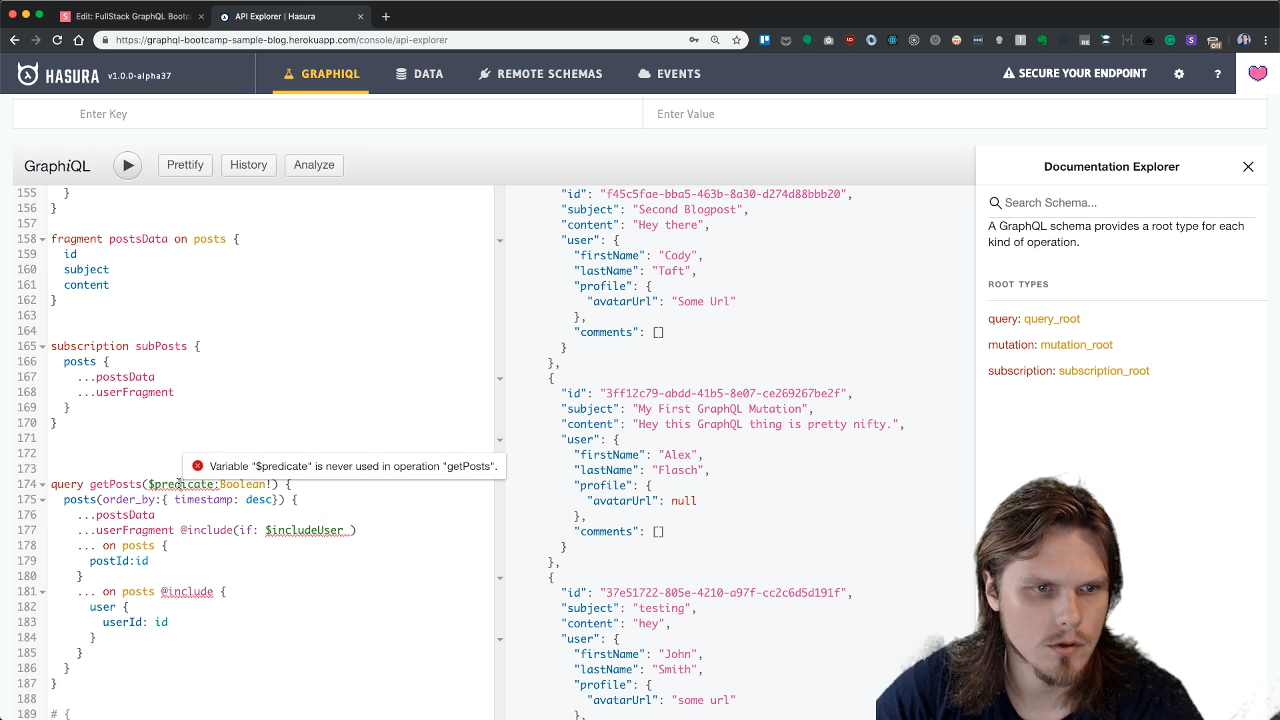 Edit: FullStack GraphQL Bootc
API Explorer | Hasura
https://graphql-bootcamp-sample-blog.herokuapp.com/console/api-explorer
HASURA v1.0.0-alpha37
GRAPHIQL
DATA
REMOTE SCHEMAS
EVENTS
SECURE YOUR ENDPOINT
?
Enter Key
Enter Value
GraphiQL
Prettify
History
Analyze
155 }
156 }
157
158 fragment postsData on posts {
159 id
160 subject
161 content
162 }
163
164
165 subscription subPosts {
166 posts {
167 ...postsData
168 ...userFragment
169 }
170 }
171
172
173
Variable "$predicate" is never used in operation "getPosts".
174 query getPosts($predicate:Boolean!) {
175 posts(order_by:{ timestamp: desc}) {
176 ...postsData
177 ...userFragment @include(if: $includeUser )
178 ... on posts {
179 postId:id
180 }
181 ... on posts @include {
182 user {
183 userId: id
184 }
185 }
186 }
187 }
188
189 # {
"id": "f45c5fae-bba5-463b-8a30-d274d88bbb20",
"subject": "Second Blogpost",
"content": "Hey there",
"user": {
"firstName": "Cody",
"lastName": "Taft",
"profile": {
"avatarUrl": "Some Url"
},
"comments": []
}
},
{
"id": "3ff12c79-abdd-41b5-8e07-ce269267be2f",
"subject": "My First GraphQL Mutation",
"content": "Hey this GraphQL thing is pretty nifty.",
"user": {
"firstName": "Alex",
"lastName": "Flasch",
"profile": {
"avatarUrl": null
},
"comments": []
}
},
{
"id": "37e51722-805e-4210-a97f-cc2c6d5d191f",
"subject": "testing",
"content": "hey",
"user": {
"firstName": "John",
"lastName": "Smith",
"profile": {
"avatarUrl": "some url"
},
Documentation Explorer
Search Schema...
A GraphQL schema provides a root type for each
kind of operation.
ROOT TYPES
query: query_root
mutation: mutation_root
subscription: subscription_root